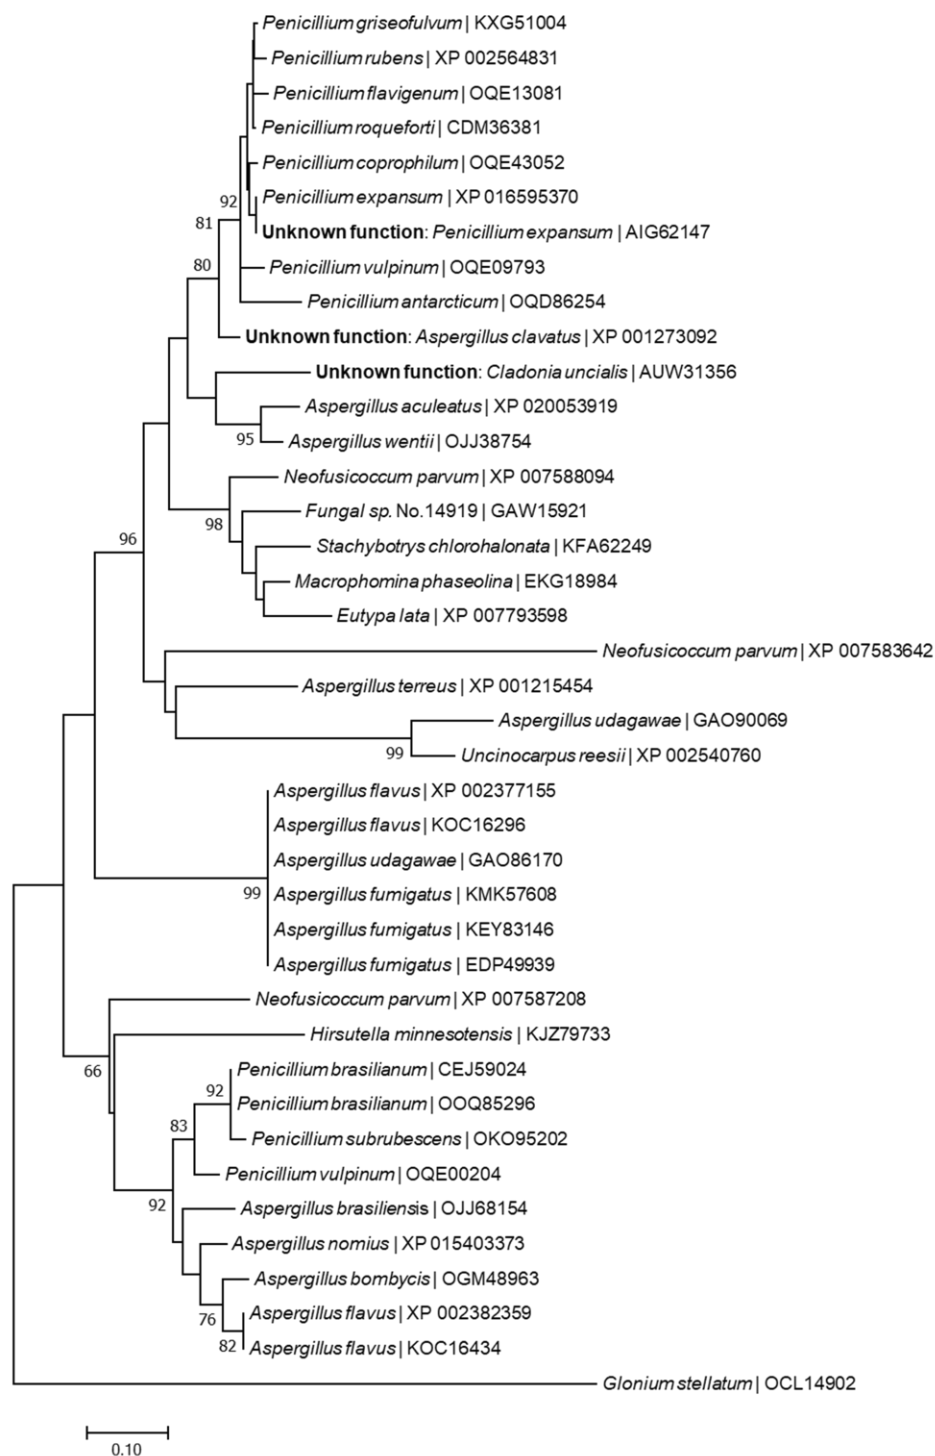 Penicillium griseofulvum | KXG51004
Penicillium rubens | XP 002564831
Penicillium flavigenum | OQE13081
Penicillium roqueforti | CDM36381
Penicillium coprophilum | OQE43052
Penicillium expansum | XP 016595370
92
81
Unknown function: Penicillium expansum | AIG62147
80
Penicillium vulpinum | OQE09793
Penicillium antarcticum | OQD86254
Unknown function: Aspergillus clavatus | XP 001273092
Unknown function: Cladonia uncialis | AUW31356
Aspergillus aculeatus | XP 020053919
95
Aspergillus wentii | OJJ38754
Neofusicoccum parvum | XP 007588094
Fungal sp. No.14919 | GAW15921
98
96
Stachybotrys chlorohalonata | KFA62249
Macrophomina phaseolina | EKG18984
Eutypa lata | XP 007793598
Neofusicoccum parvum | XP 007583642
Aspergillus terreus | XP 001215454
Aspergillus udagawae | GAO90069
99
Uncinocarpus reesii | XP 002540760
Aspergillus flavus | XP 002377155
Aspergillus flavus | KOC16296
Aspergillus udagawae | GAO86170
99
Aspergillus fumigatus | KMK57608
Aspergillus fumigatus | KEY83146
Aspergillus fumigatus | EDP49939
Neofusicoccum parvum | XP 007587208
Hirsutella minnesotensis | KJZ79733
66
Penicillium brasilianum | CEJ59024
92
Penicillium brasilianum | OOQ85296
83
Penicillium subrubescens | OKO95202
Penicillium vulpinum | OQE00204
92
Aspergillus brasiliensis | OJJ68154
Aspergillus nomius | XP 015403373
Aspergillus bombycis | OGM48963
76
Aspergillus flavus | XP 002382359
82
Aspergillus flavus | KOC16434
Glonium stellatum | OCL14902
0.10